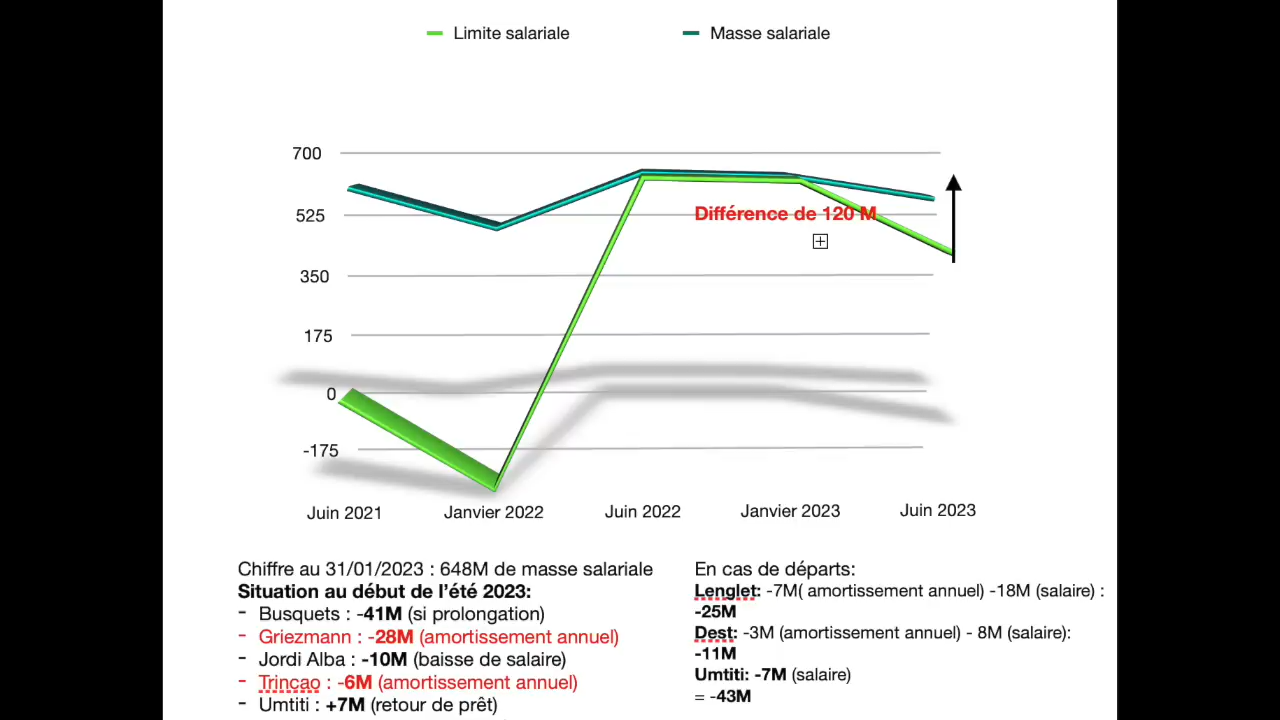 Limite salariale
Masse salariale
700
525
350
175
0
-175
Différence de 120 M
Juin 2021
Janvier 2022
Juin 2022
Janvier 2023
Juin 2023
Chiffre au 31/01/2023 : 648M de masse salariale
Situation au début de l'été 2023:
- Busquets : -41M (si prolongation)
- Griezmann : -28M (amortissement annuel)
- Jordi Alba : -10M (baisse de salaire)
- Trinçao : -6M (amortissement annuel)
- Umtiti : +7M (retour de prêt)
En cas de départs:
Lenglet: -7M( amortissement annuel) -18M (salaire) :
-25M
Dest: -3M (amortissement annuel) - 8M (salaire):
-11M
Umtiti: -7M (salaire)
= -43M